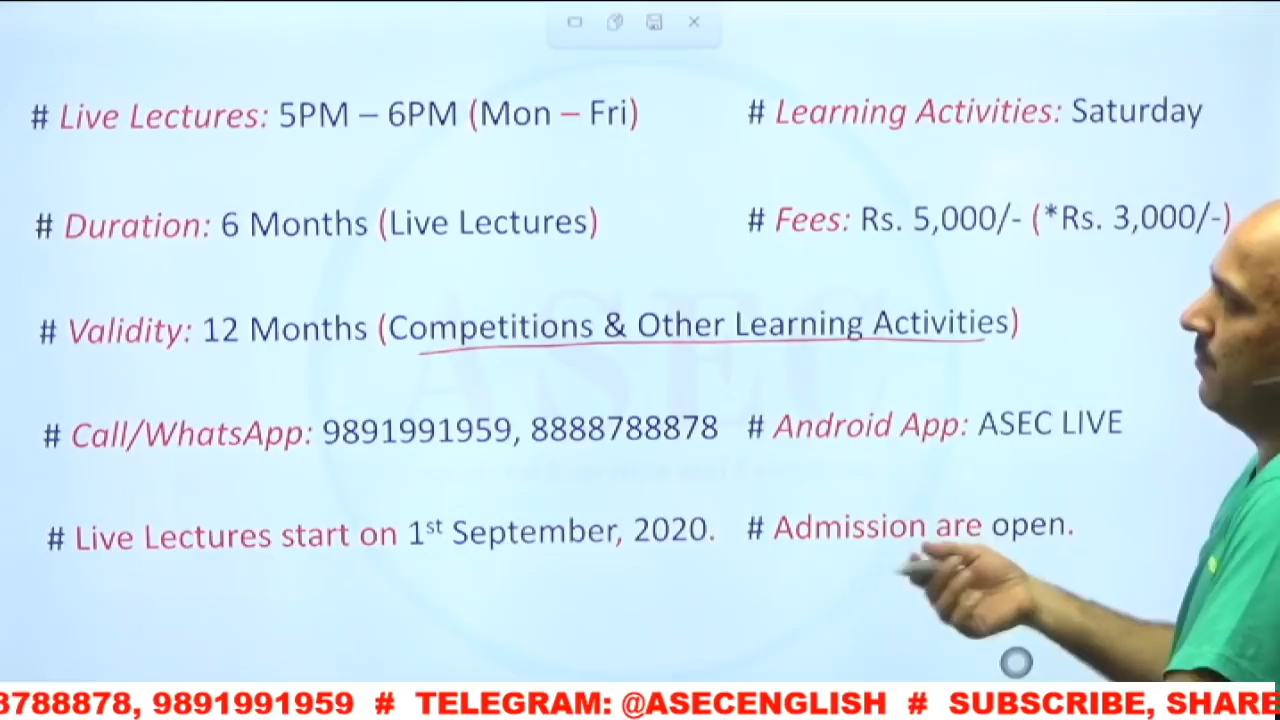 # Live Lectures: 5PM – 6PM (Mon – Fri)
# Learning Activities: Saturday
# Duration: 6 Months (Live Lectures)
# Fees: Rs. 5,000/- (*Rs. 3,000/-)
# Validity: 12 Months (Competitions & Other Learning Activities)
# Call/WhatsApp: 9891991959, 8888788878
# Android App: ASEC LIVE
# Live Lectures start on 1st September, 2020.
# Admission are open.
ASEC
8788878, 9891991959 # TELEGRAM: @ASECENGLISH # SUBSCRIBE, SHARE